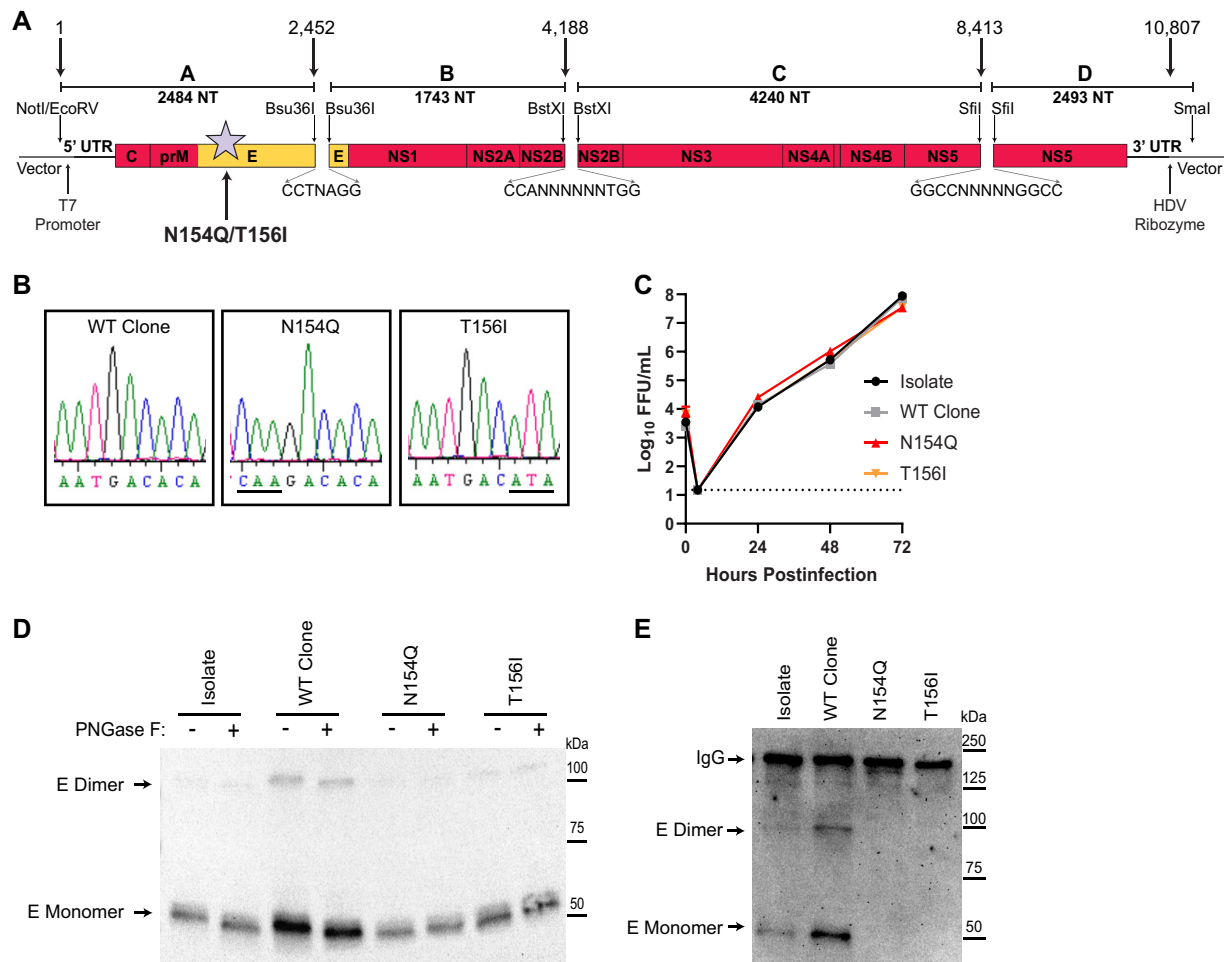 A
1
2,452
4,188
8,413
10,807
A
B
C
D
2484 NT
1743 NT
4240 NT
2493 NT
NotI/EcoRV
Bsu36I
Bsu36I
BstXI
BstXI
SfiI
SfiI
SmaI
5' UTR
C
prM
E
E
NS1
NS2A
NS2B
NS2B
NS3
NS4A
NS4B
NS5
NS5
3' UTR
Vector
Vector
CCTNAGG
CCANNNNNNTGG
GGCCNNNNNGGCC
T7
Promoter
N154Q/T156I
HDV
Ribozyme
B
WT Clone
N154Q
T156I
A A T G A C A C A
C A A G A C A C A
A A T G A C A T A
C
8
7
6
5
4
3
2
1
0
Log10 FFU/mL
0
24
48
72
Hours Postinfection
Isolate
WT Clone
N154Q
T156I
D
Isolate
WT Clone
N154Q
T156I
PNGase F: - + - + - + - +
kDa
E Dimer
100
75
E Monomer
50
E
Isolate
WT Clone
N154Q
T156I
kDa
IgG
250
125
E Dimer
100
75
E Monomer
50